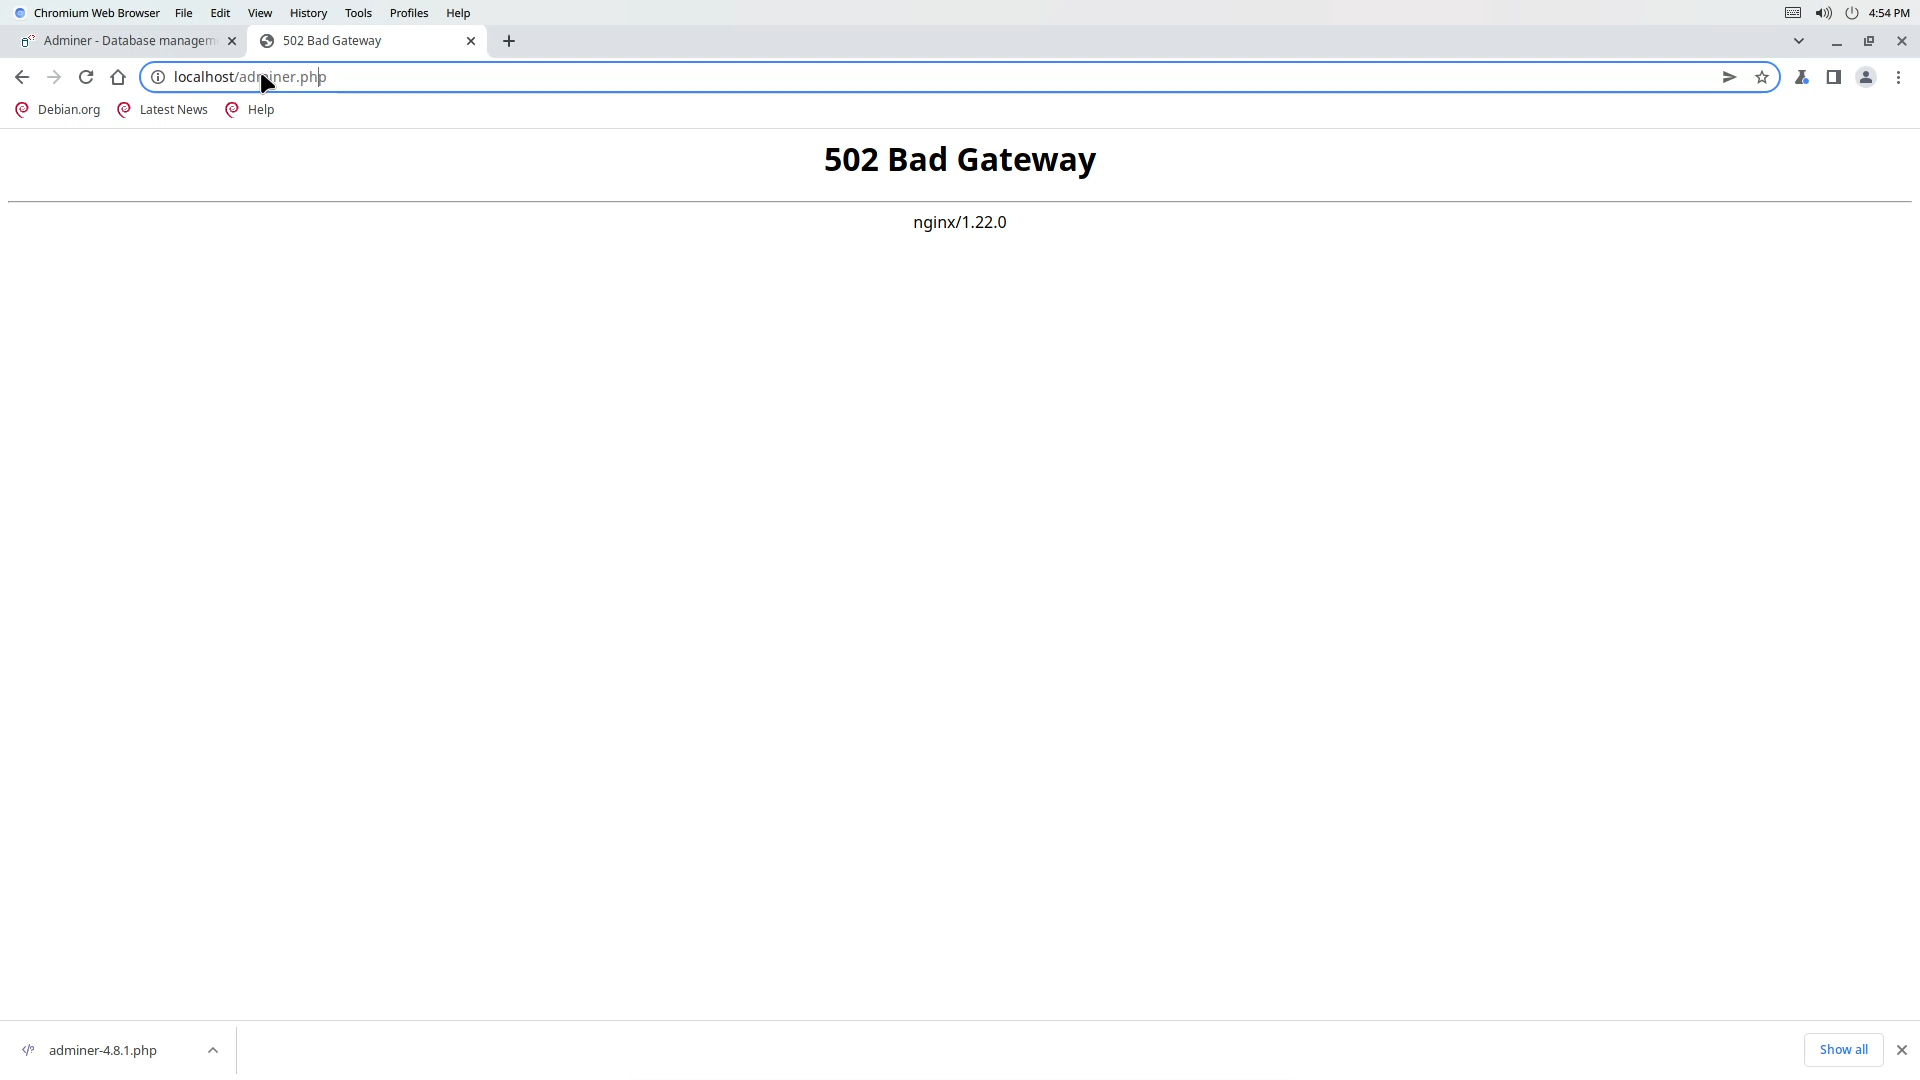 Chromium Web Browser File Edit View History Tools Profiles Help 4:54 PM
Adminer - Database managem 502 Bad Gateway
localhost/adminer.php
Debian.org Latest News Help
502 Bad Gateway
nginx/1.22.0
adminer-4.8.1.php Show all